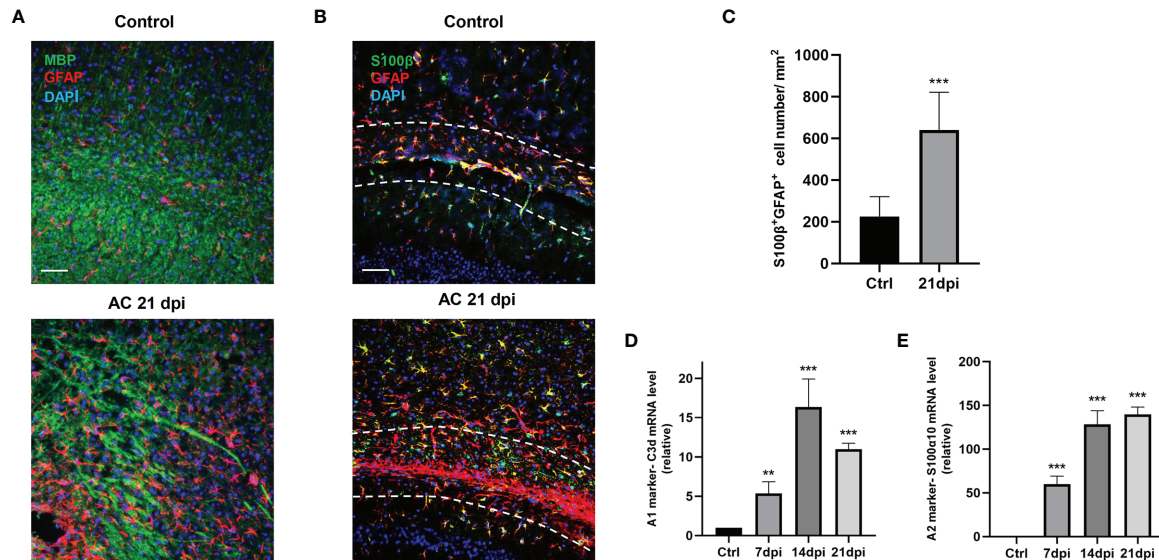 A
Control
MBP
GFAP
DAPI
AC 21 dpi
B
Control
S100β
GFAP
DAPI
AC 21 dpi
C
S100β⁺GFAP⁺ cell number/ mm²
1000
800
600
400
200
0
***
Ctrl
21dpi
D
A1 marker- C3d mRNA level
(relative)
20
15
10
5
0
**
***
***
Ctrl
7dpi
14dpi
21dpi
E
A2 marker- S100α10 mRNA level
(relative)
200
150
100
50
0
***
***
***
Ctrl
7dpi
14dpi
21dpi